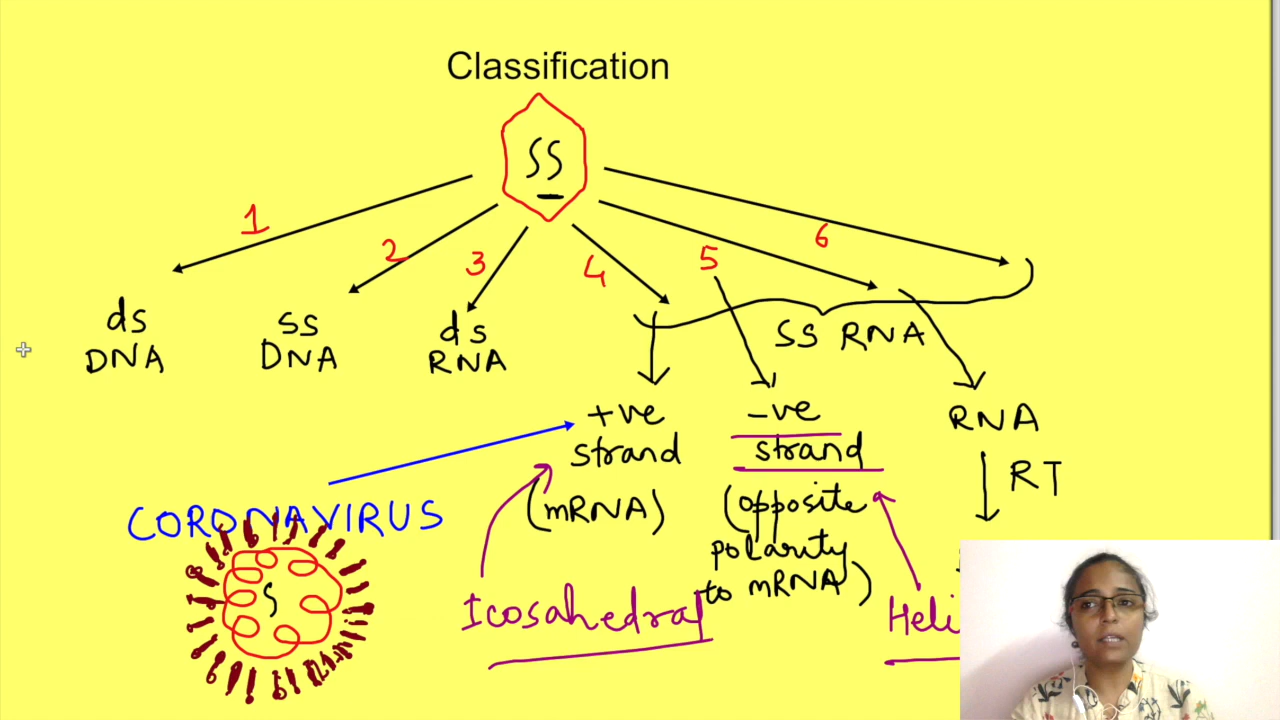 Classification
SS
1
2
3
4
5
6
ds
DNA
ss
DNA
ds
RNA
SS RNA
+ve
strand
(mRNA)
-ve
strand
(opposite
polarity
to mRNA)
RNA
RT
CORONAVIRUS
S
Icosahedral
Heli